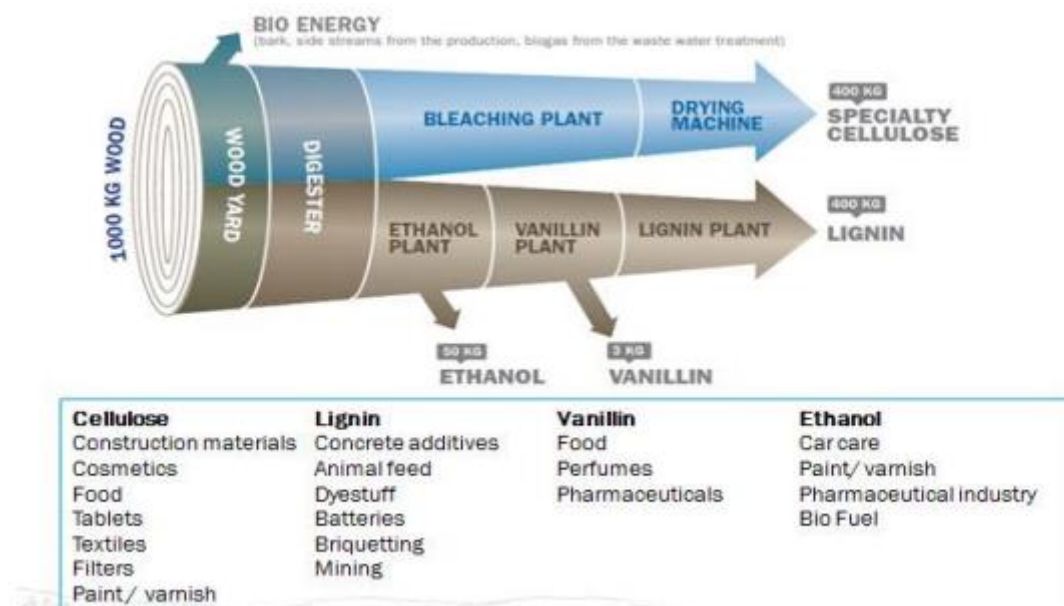 BIO ENERGY
(bark, side streams from the production, biogas from the waste water treatment)
1000 KG WOOD
WOOD YARD
DIGESTER
BLEACHING PLANT
DRYING
MACHINE
400 KG
SPECIALTY
CELLULOSE
ETHANOL
PLANT
VANILLIN
PLANT
LIGNIN PLANT
400 KG
LIGNIN
50 KG
ETHANOL
3 KG
VANILLIN
Cellulose
Construction materials
Cosmetics
Food
Tablets
Textiles
Filters
Paint/ varnish
Lignin
Concrete additives
Animal feed
Dyestuff
Batteries
Briquetting
Mining
Vanillin
Food
Perfumes
Pharmaceuticals
Ethanol
Car care
Paint/ varnish
Pharmaceutical industry
Bio Fuel